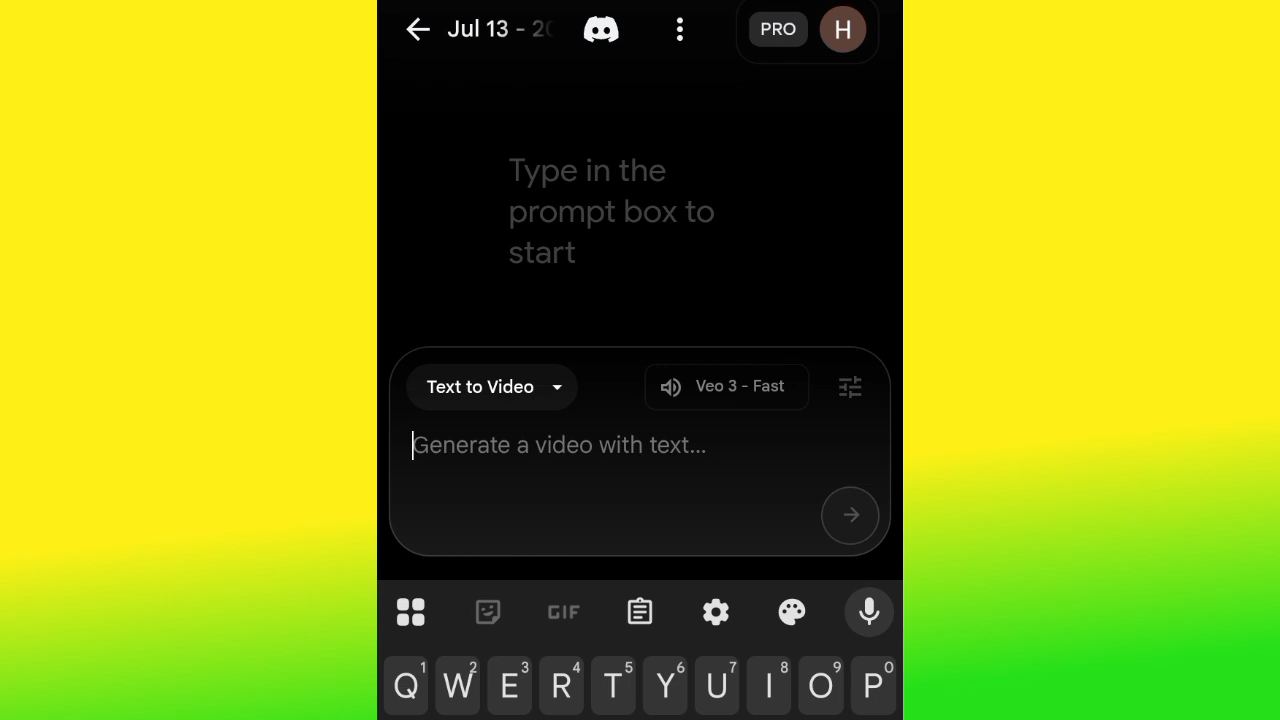 Jul 13 - 20
PRO
H
Type in the
prompt box to
start
Text to Video
Veo 3 - Fast
Generate a video with text...
GIF
Q1 W2 E3 R4 T5 Y6 U7 I8 O9 P0